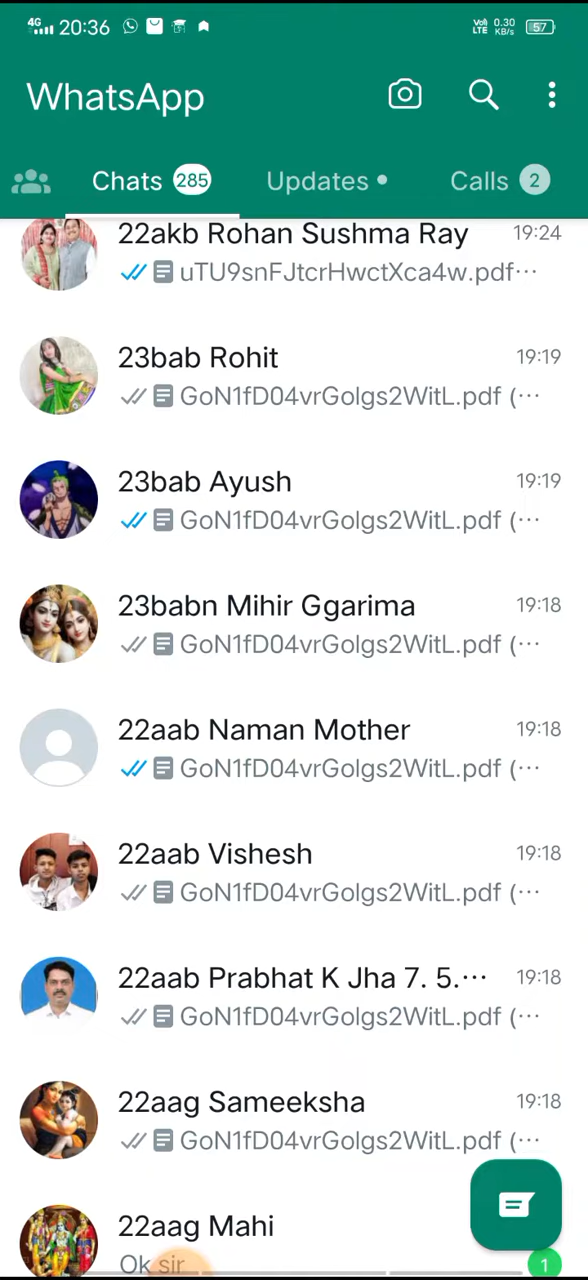 4G 20:36 VoLTE 0.30 KB/s 57
WhatsApp
Chats 285 Updates Calls 2
22akb Rohan Sushma Ray 19:24
uTU9snFJtcrHwctXca4w.pdf…
23bab Rohit 19:19
GoN1fD04vrGolgs2WitL.pdf (…
23bab Ayush 19:19
GoN1fD04vrGolgs2WitL.pdf (…
23babn Mihir Ggarima 19:18
GoN1fD04vrGolgs2WitL.pdf (…
22aab Naman Mother 19:18
GoN1fD04vrGolgs2WitL.pdf (…
22aab Vishesh 19:18
GoN1fD04vrGolgs2WitL.pdf (…
22aab Prabhat K Jha 7. 5.… 19:18
GoN1fD04vrGolgs2WitL.pdf (…
22aag Sameeksha 19:18
GoN1fD04vrGolgs2WitL.pdf (…
22aag Mahi
Ok sir 1